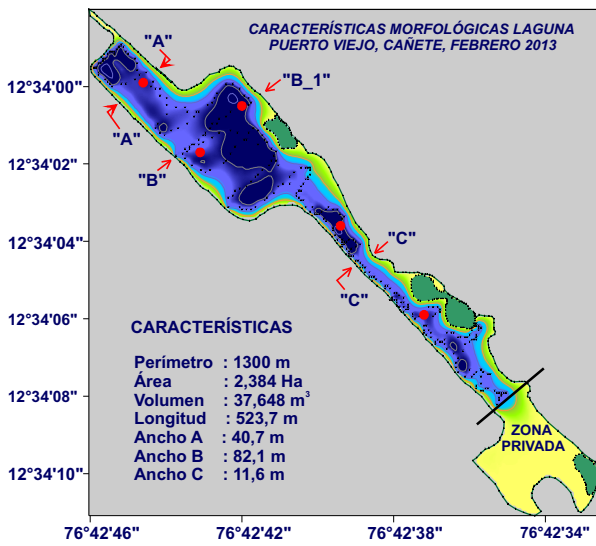 CARACTERÍSTICAS MORFOLÓGICAS LAGUNA
PUERTO VIEJO, CAÑETE, FEBRERO 2013
"A"
"B_1"
"A"
"B"
"C"
"C"
12°34'00"
12°34'02"
12°34'04"
12°34'06"
12°34'08"
12°34'10"
CARACTERÍSTICAS
Perímetro : 1300 m
Área : 2,384 Ha
Volumen : 37,648 m³
Longitud : 523,7 m
Ancho A : 40,7 m
Ancho B : 82,1 m
Ancho C : 11,6 m
ZONA
PRIVADA
76°42'46" 76°42'42" 76°42'38" 76°42'34"